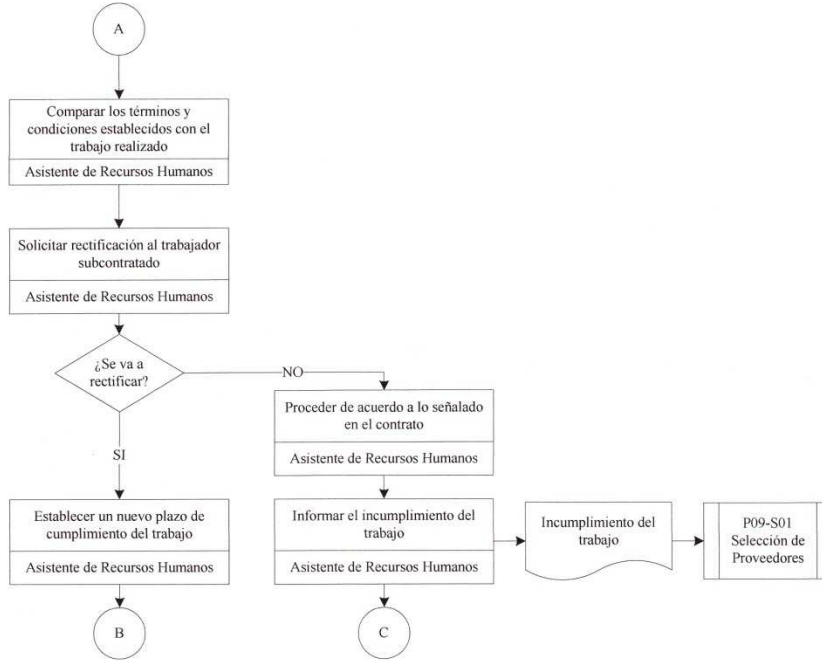 A
Comparar los términos y
condiciones establecidos con el
trabajo realizado
Asistente de Recursos Humanos
Solicitar rectificación al trabajador
subcontratado
Asistente de Recursos Humanos
¿Se va a
rectificar?
NO
Proceder de acuerdo a lo señalado
en el contrato
Asistente de Recursos Humanos
SI
Establecer un nuevo plazo de
cumplimiento del trabajo
Asistente de Recursos Humanos
Informar el incumplimiento del
trabajo
Asistente de Recursos Humanos
Incumplimiento del
trabajo
P09-S01
Selección de
Proveedores
B
C